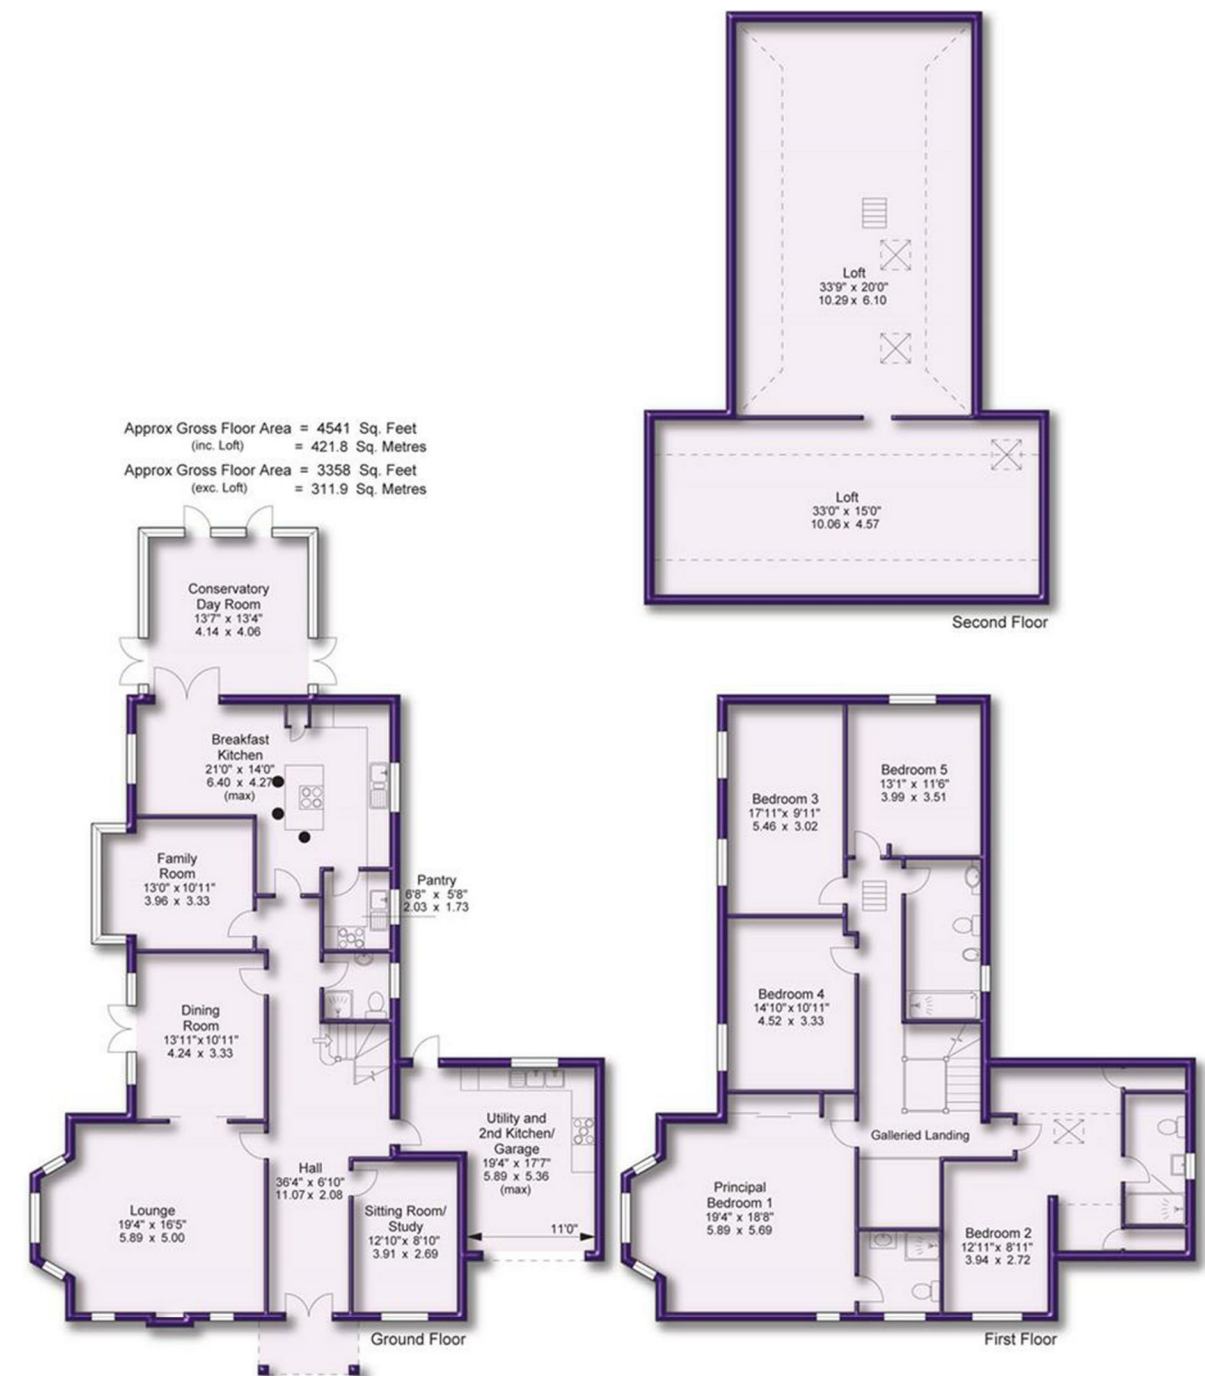 Loft
33'9" x 20'0"
10.29 x 6.10
Loft
33'0" x 15'0"
10.06 x 4.57
Second Floor
Approx Gross Floor Area = 4541 Sq. Feet
(inc. Loft) = 421.8 Sq. Metres
Approx Gross Floor Area = 3358 Sq. Feet
(exc. Loft) = 311.9 Sq. Metres
Conservatory
Day Room
13'7" x 13'4"
4.14 x 4.06
Breakfast
Kitchen
21'0" x 14'0"
6.40 x 4.27
(max)
Family
Room
13'0" x 10'11"
3.96 x 3.33
Pantry
6'8" x 5'8"
2.03 x 1.73
Dining
Room
13'11" x 10'11"
4.24 x 3.33
Utility and
2nd Kitchen/
Garage
19'4" x 17'7"
5.89 x 5.36
(max)
11'0"
Hall
36'4" x 6'10"
11.07 x 2.08
Lounge
19'4" x 16'5"
5.89 x 5.00
Sitting Room/
Study
12'10" x 8'10"
3.91 x 2.69
Ground Floor
Bedroom 3
17'11" x 9'11"
5.46 x 3.02
Bedroom 5
13'1" x 11'6"
3.99 x 3.51
Bedroom 4
14'10" x 10'11"
4.52 x 3.33
Galleried Landing
Principal
Bedroom 1
19'4" x 18'8"
5.89 x 5.69
Bedroom 2
12'11" x 8'11"
3.94 x 2.72
First Floor